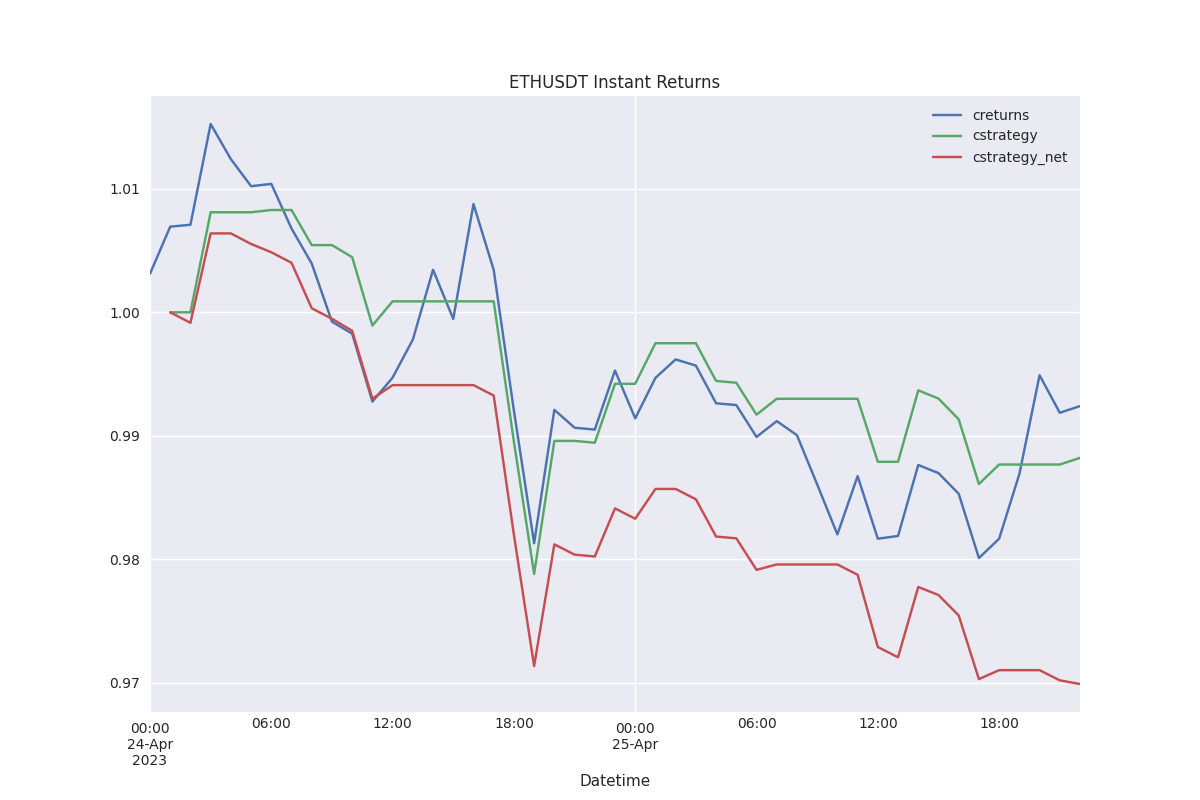 ETHUSDT Instant Returns
creturns
cstrategy
cstrategy_net
1.01
1.00
0.99
0.98
0.97
00:00
24-Apr
2023
06:00
12:00
18:00
00:00
25-Apr
06:00
12:00
18:00
Datetime